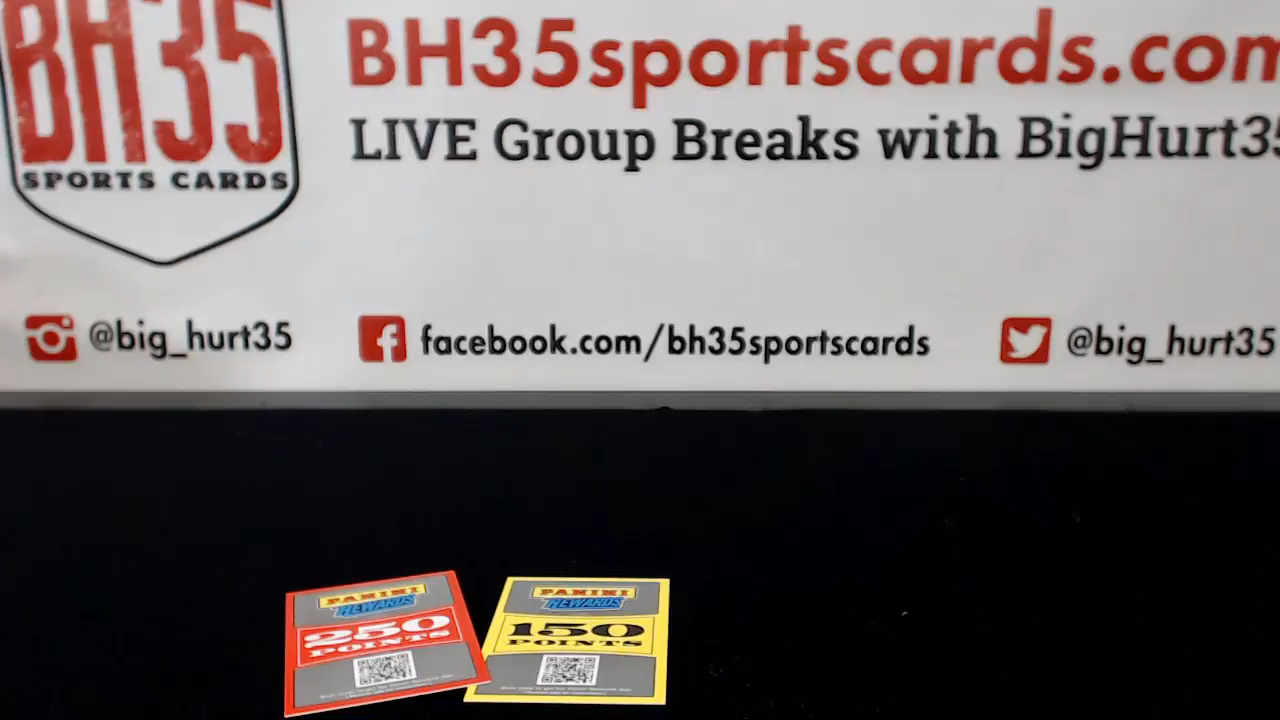 BH35
SPORTS CARDS
BH35sportscards.com
LIVE Group Breaks with BigHurt35
@big_hurt35
facebook.com/bh35sportscards
@big_hurt35
PANINI
REWARDS
250
POINTS
PANINI
REWARDS
150
POINTS